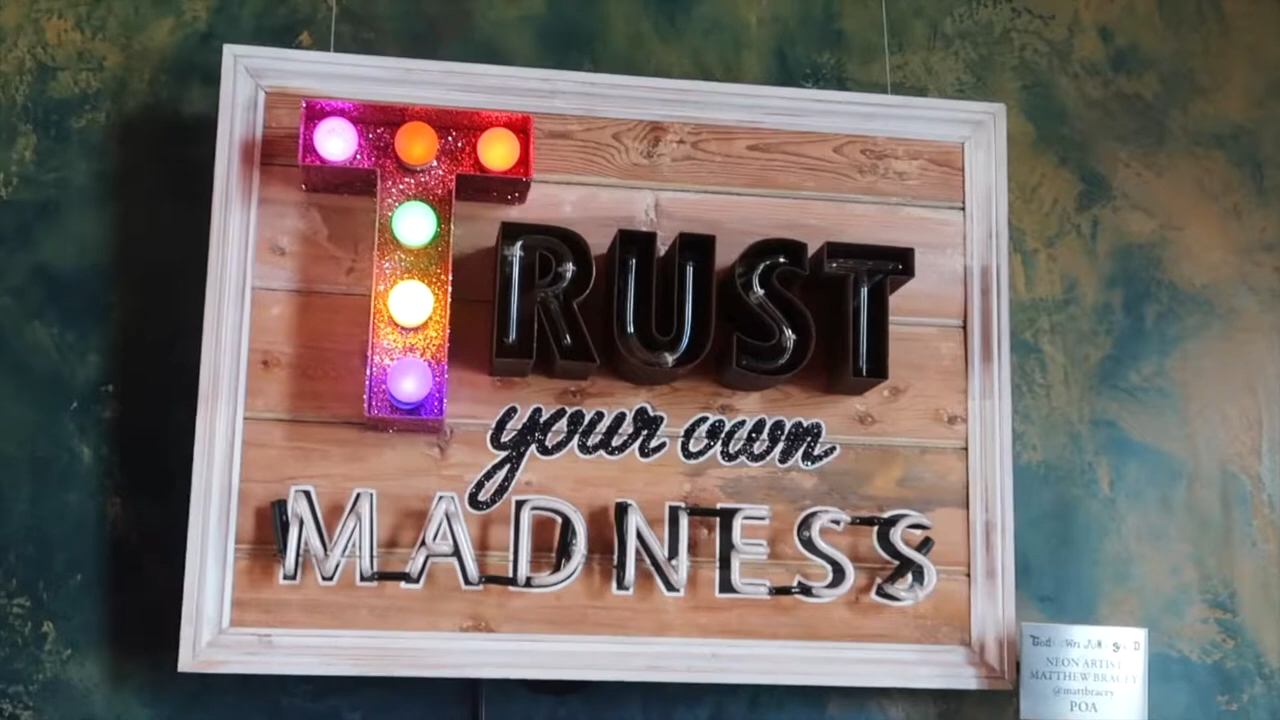 TRUST
your own
MADNESS
NEON ARTIST
MATTHEW BRACEY
@mattbracey
POA